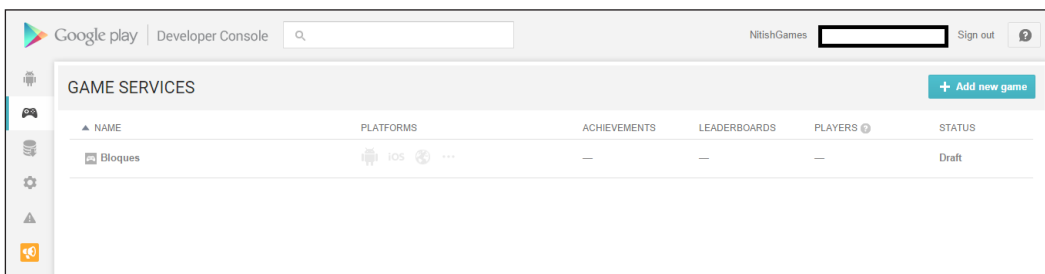 Google play Developer Console NitishGames Sign out
GAME SERVICES + Add new game
NAME PLATFORMS ACHIEVEMENTS LEADERBOARDS PLAYERS ? STATUS
Bloques iOS ... — — — Draft